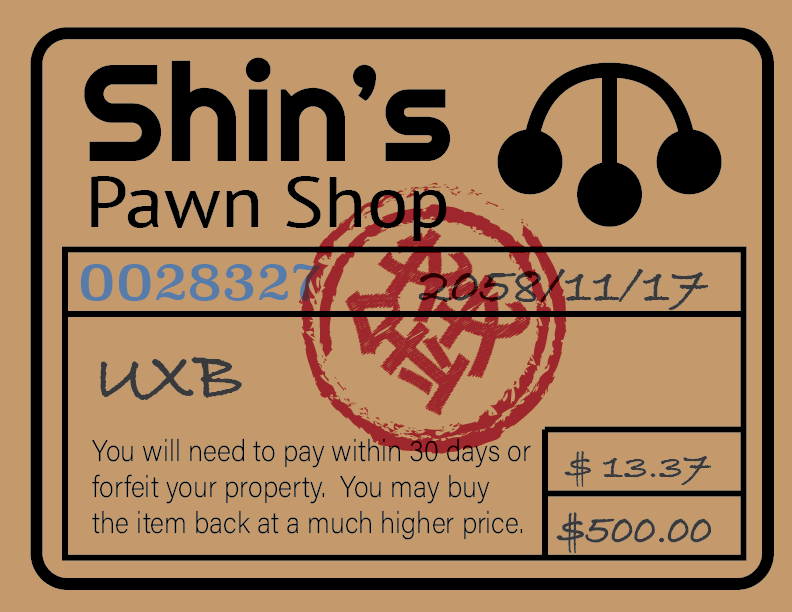 Shin's
Pawn Shop
0028327 2058/11/17
UXB
You will need to pay within 30 days or
forfeit your property. You may buy
the item back at a much higher price.
$ 13.37
$500.00